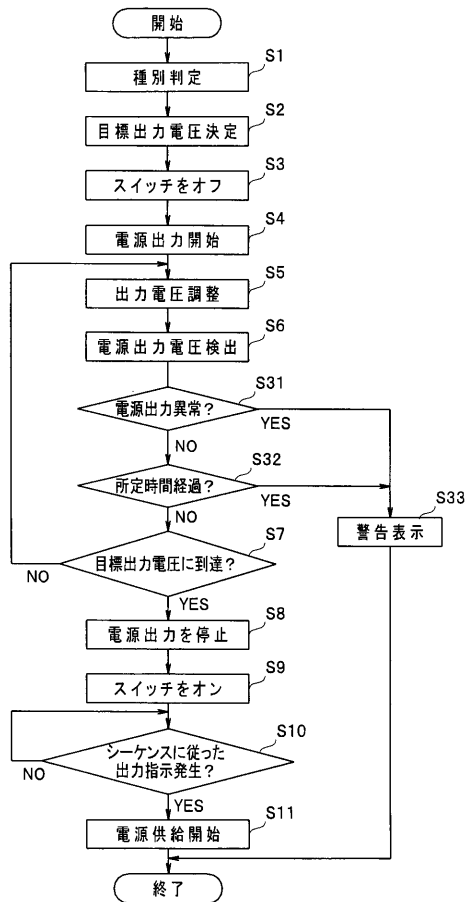 開始
S1
種別判定
S2
目標出力電圧決定
S3
スイッチをオフ
S4
電源出力開始
S5
出力電圧調整
S6
電源出力電圧検出
S31
電源出力異常？
YES
NO
S32
所定時間経過？
YES
NO
S33
警告表示
S7
目標出力電圧に到達？
NO
YES
S8
電源出力を停止
S9
スイッチをオン
S10
シーケンスに従った
出力指示発生？
NO
YES
S11
電源供給開始
終了